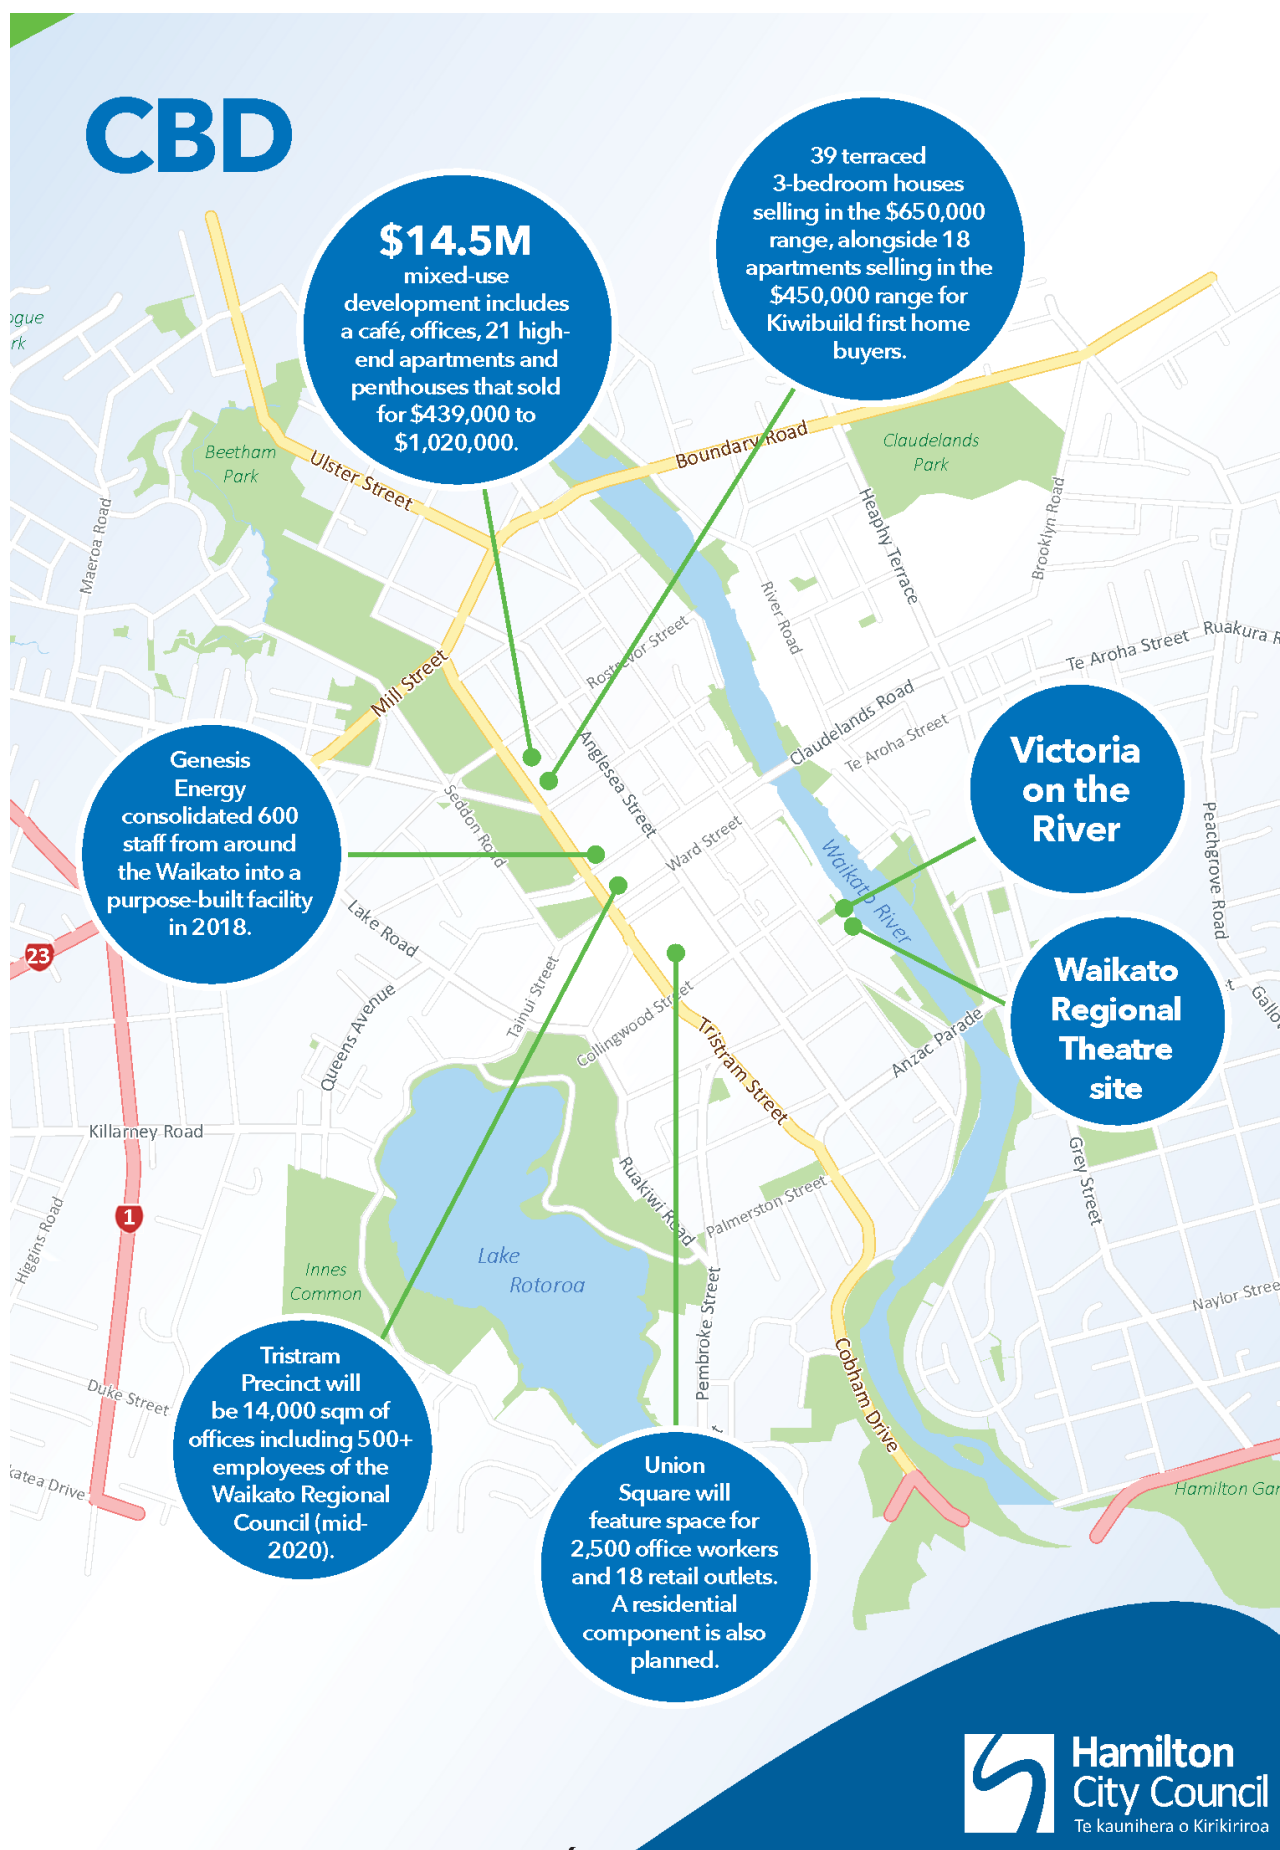 CBD
39 terraced
3-bedroom houses
selling in the $650,000
range, alongside 18
apartments selling in the
$450,000 range for
Kiwibuild first home
buyers.
$14.5M
mixed-use
development includes
a café, offices, 21 high-
end apartments and
penthouses that sold
for $439,000 to
$1,020,000.
Beetham
Park
Ulster Street
Boundary Road
Claudelands
Park
Maeroa Road
Heaphy Terrace
Brooklyn Road
River Road
Rostrevor Street
Te Aroha Street
Ruakura R
Mill Street
Claudelands Road
Te Aroha Street
Anglesea Street
Seddon Road
Ward Street
Peachgrove Road
Genesis
Energy
consolidated 600
staff from around
the Waikato into a
purpose-built facility
in 2018.
Victoria
on the
River
Waikato River
Lake Road
23
Queens Avenue
Tainui Street
Collingwood Street
Tristram Street
Anzac Parade
Waikato
Regional
Theatre
site
Gallo
Killarney Road
1
Higgins Road
Ruakiwi Road
Palmerston Street
Grey Street
Lake
Rotoroa
Innes
Common
Pembroke Street
Naylor Stree
Cobham Drive
Duke Street
katea Drive
Hamilton Gar
Tristram
Precinct will
be 14,000 sqm of
offices including 500+
employees of the
Waikato Regional
Council (mid-
2020).
Union
Square will
feature space for
2,500 office workers
and 18 retail outlets.
A residential
component is also
planned.
Hamilton
City Council
Te kaunihera o Kirikiriroa